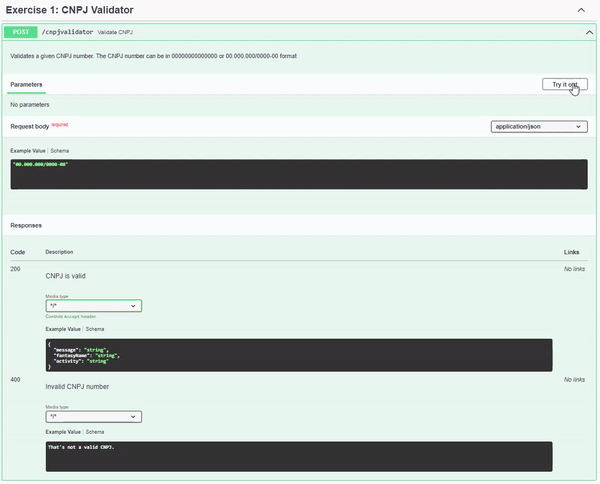 Exercise 1: CNPJ Validator
POST /cnpjvalidator Validate CNPJ
Validates a given CNPJ number. The CNPJ number can be in 00000000000000 or 00.000.000/0000-00 format
Parameters Try it out
No parameters
Request body required application/json
Example Value | Schema
"00.000.000/0000-00"
Responses
Code Description Links
200 CNPJ is valid No links
Media type
*/*
Controls Accept header.
Example Value | Schema
{
"message": "string",
"fantasyName": "string",
"activity": "string"
}
400 Invalid CNPJ number No links
Media type
*/*
Example Value | Schema
That's not a valid CNPJ.